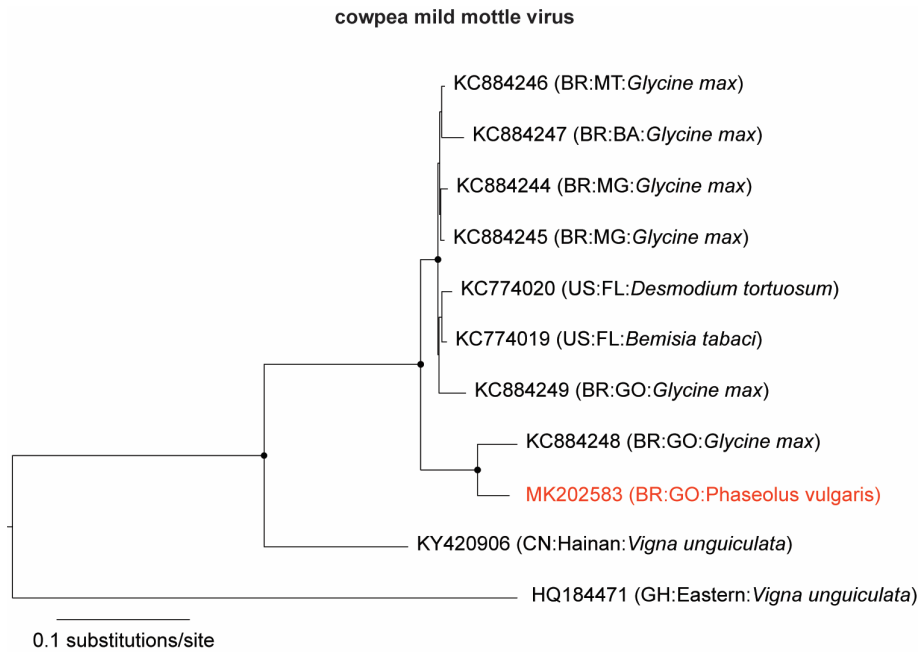 cowpea mild mottle virus
KC884246 (BR:MT:Glycine max)
KC884247 (BR:BA:Glycine max)
KC884244 (BR:MG:Glycine max)
KC884245 (BR:MG:Glycine max)
KC774020 (US:FL:Desmodium tortuosum)
KC774019 (US:FL:Bemisia tabaci)
KC884249 (BR:GO:Glycine max)
KC884248 (BR:GO:Glycine max)
MK202583 (BR:GO:Phaseolus vulgaris)
KY420906 (CN:Hainan:Vigna unguiculata)
HQ184471 (GH:Eastern:Vigna unguiculata)
0.1 substitutions/site